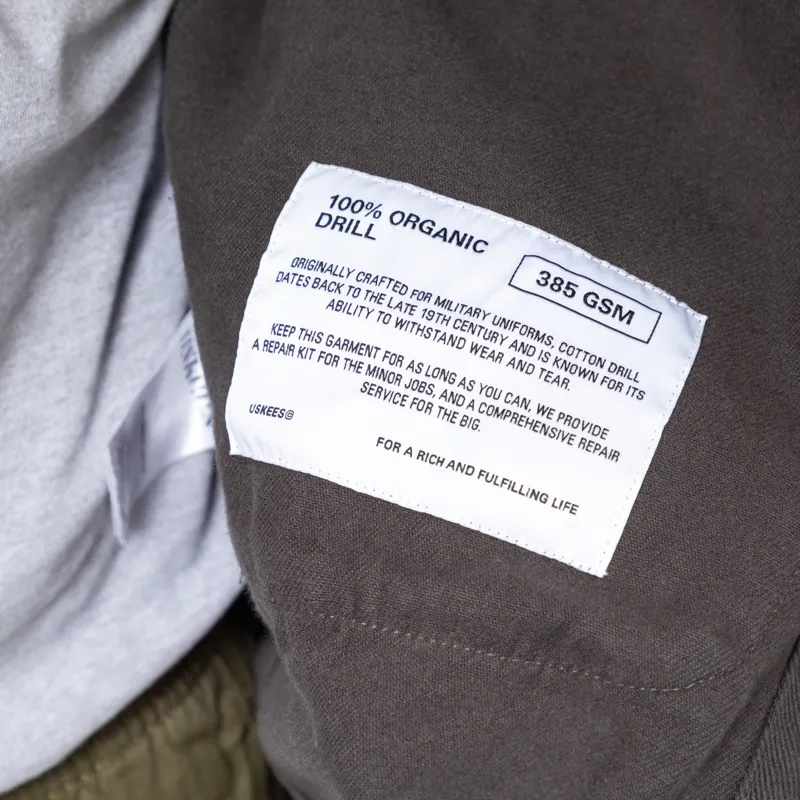 100% ORGANIC
DRILL
385 GSM
ORIGINALLY CRAFTED FOR MILITARY UNIFORMS, COTTON DRILL
DATES BACK TO THE LATE 19TH CENTURY AND IS KNOWN FOR ITS
ABILITY TO WITHSTAND WEAR AND TEAR.
KEEP THIS GARMENT FOR AS LONG AS YOU CAN, WE PROVIDE
A REPAIR KIT FOR THE MINOR JOBS, AND A COMPREHENSIVE REPAIR
SERVICE FOR THE BIG.
USKEES©
FOR A RICH AND FULFILLING LIFE